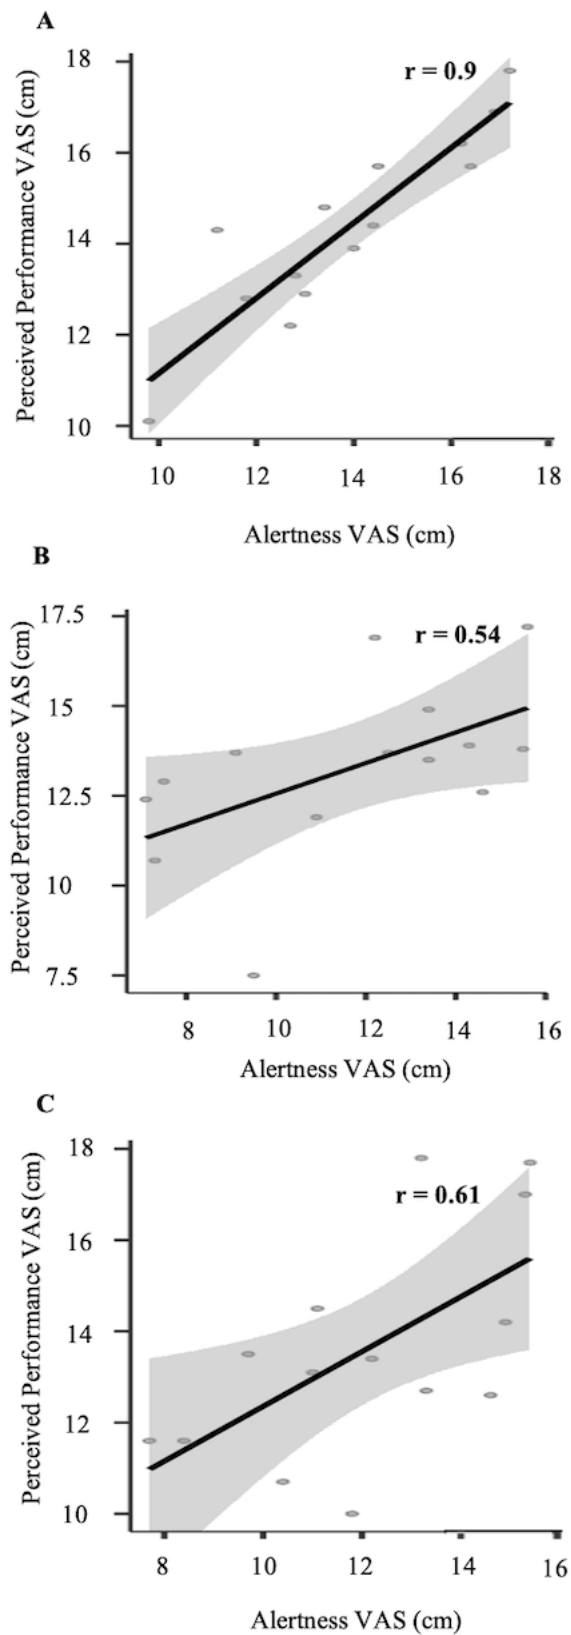 A
Perceived Performance VAS (cm)
18
16
14
12
10
r = 0.9
10 12 14 16 18
Alertness VAS (cm)
B
Perceived Performance VAS (cm)
17.5
15
12.5
10
7.5
r = 0.54
8 10 12 14 16
Alertness VAS (cm)
C
Perceived Performance VAS (cm)
18
16
14
12
10
r = 0.61
8 10 12 14 16
Alertness VAS (cm)